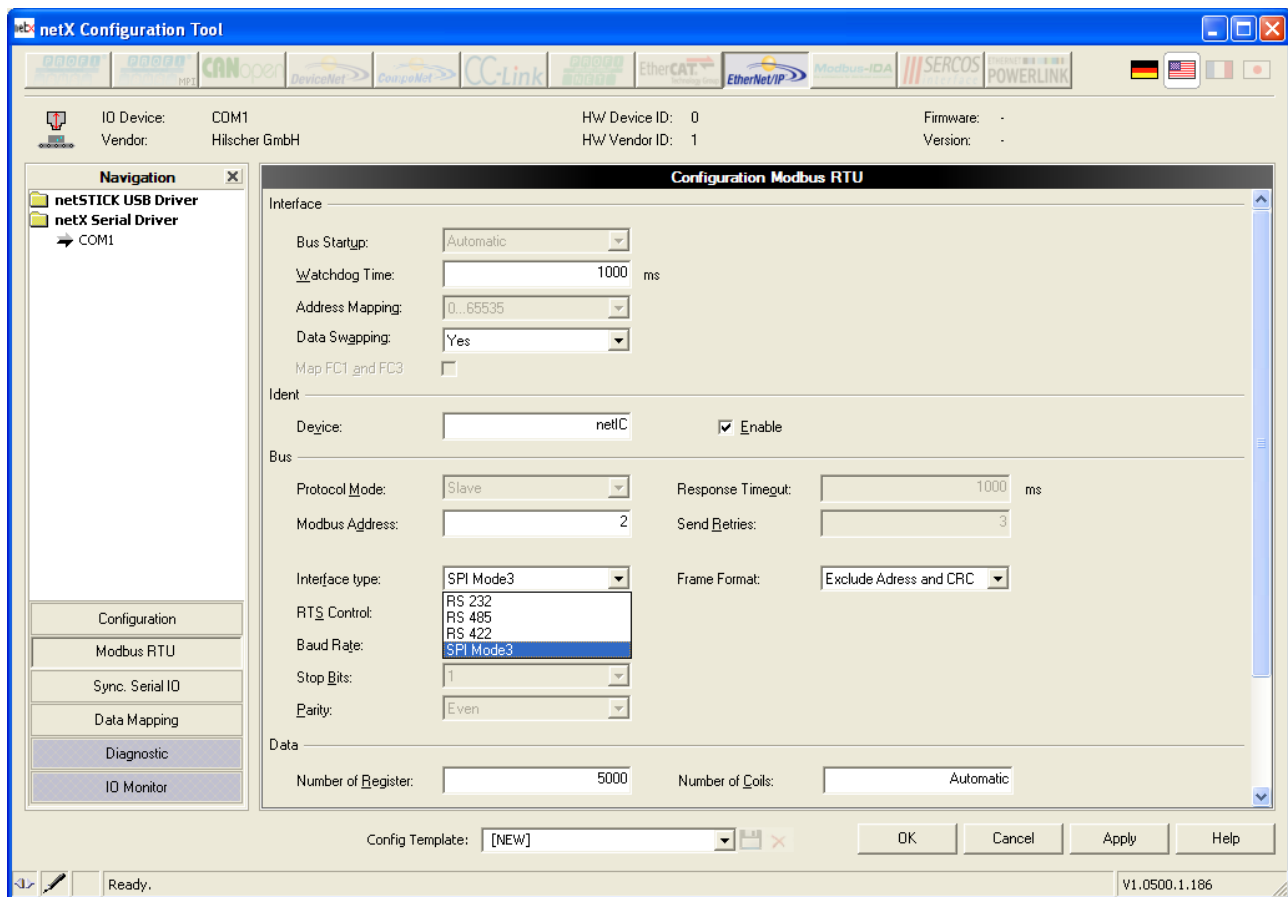 netX Configuration Tool
MPI CANopen DeviceNet CompoNet CC-Link EtherCAT Technology Group EtherNet/IP Modbus-IDA SERCOS interface ETHERNET POWERLINK
IO Device: COM1 HW Device ID: 0 Firmware: -
Vendor: Hilscher GmbH HW Vendor ID: 1 Version: -
Navigation
netSTICK USB Driver
netX Serial Driver
COM1
Configuration
Modbus RTU
Sync. Serial IO
Data Mapping
Diagnostic
IO Monitor
Configuration Modbus RTU
Interface
Bus Startup: Automatic
Watchdog Time: 1000 ms
Address Mapping: 0...65535
Data Swapping: Yes
Map FC1 and FC3
Ident
Device: netIC Enable
Bus
Protocol Mode: Slave Response Timeout: 1000 ms
Modbus Address: 2 Send Retries: 3
Interface type: SPI Mode3 Frame Format: Exclude Adress and CRC
RS 232
RTS Control: RS 485
RS 422
Baud Rate: SPI Mode3
Stop Bits: 1
Parity: Even
Data
Number of Register: 5000 Number of Coils: Automatic
Config Template: [NEW] OK Cancel Apply Help
Ready. V1.0500.1.186